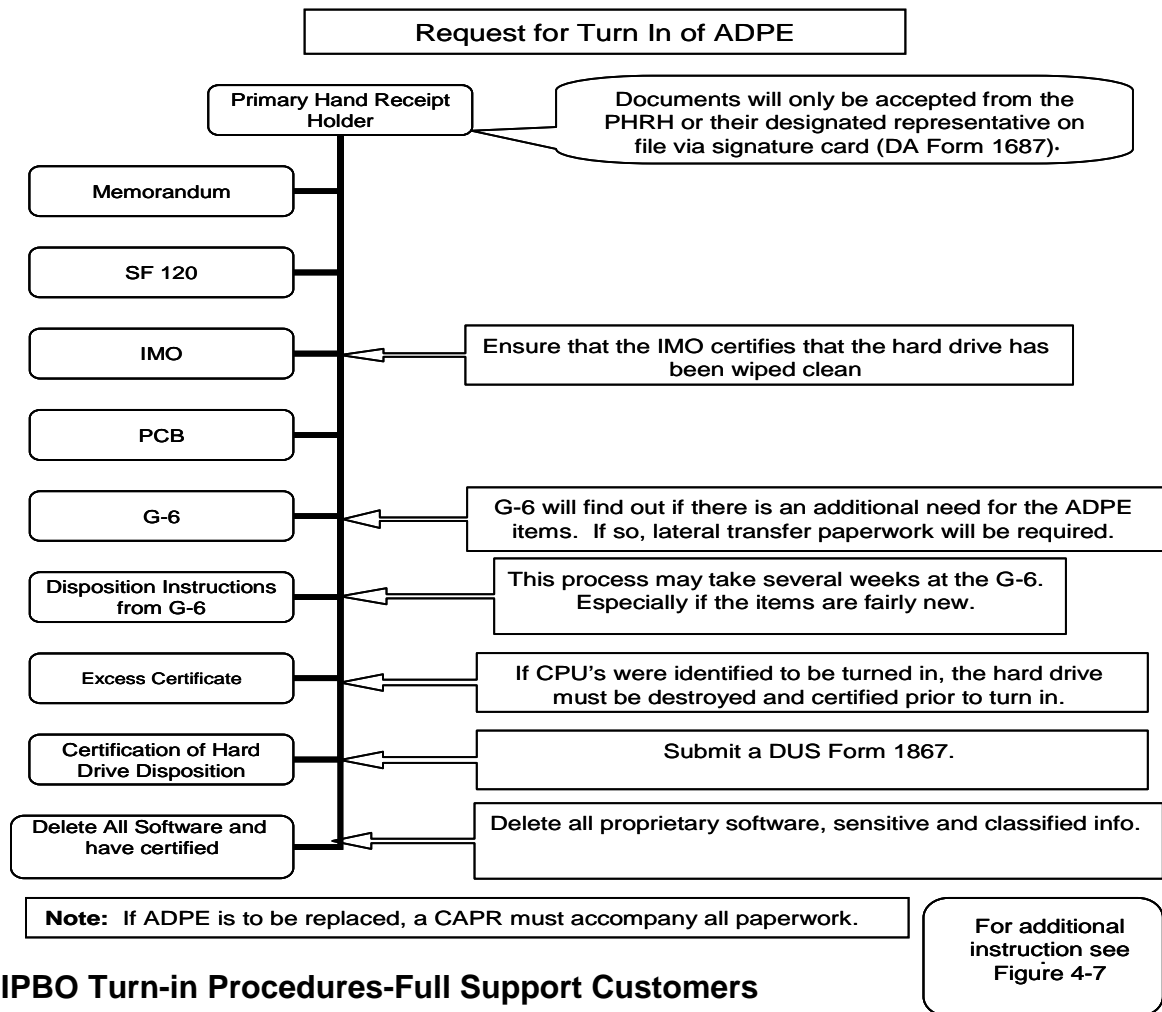 Request for Turn In of ADPE
Primary Hand Receipt
Holder
Documents will only be accepted from the
PHRH or their designated representative on
file via signature card (DA Form 1687).
Memorandum
SF 120
IMO
Ensure that the IMO certifies that the hard drive has
been wiped clean
PCB
G-6
G-6 will find out if there is an additional need for the ADPE
items. If so, lateral transfer paperwork will be required.
Disposition Instructions
from G-6
This process may take several weeks at the G-6.
Especially if the items are fairly new.
Excess Certificate
If CPU's were identified to be turned in, the hard drive
must be destroyed and certified prior to turn in.
Certification of Hard
Drive Disposition
Submit a DUS Form 1867.
Delete All Software and
have certified
Delete all proprietary software, sensitive and classified info.
Note: If ADPE is to be replaced, a CAPR must accompany all paperwork.
For additional
instruction see
Figure 4-7
IPBO Turn-in Procedures-Full Support Customers